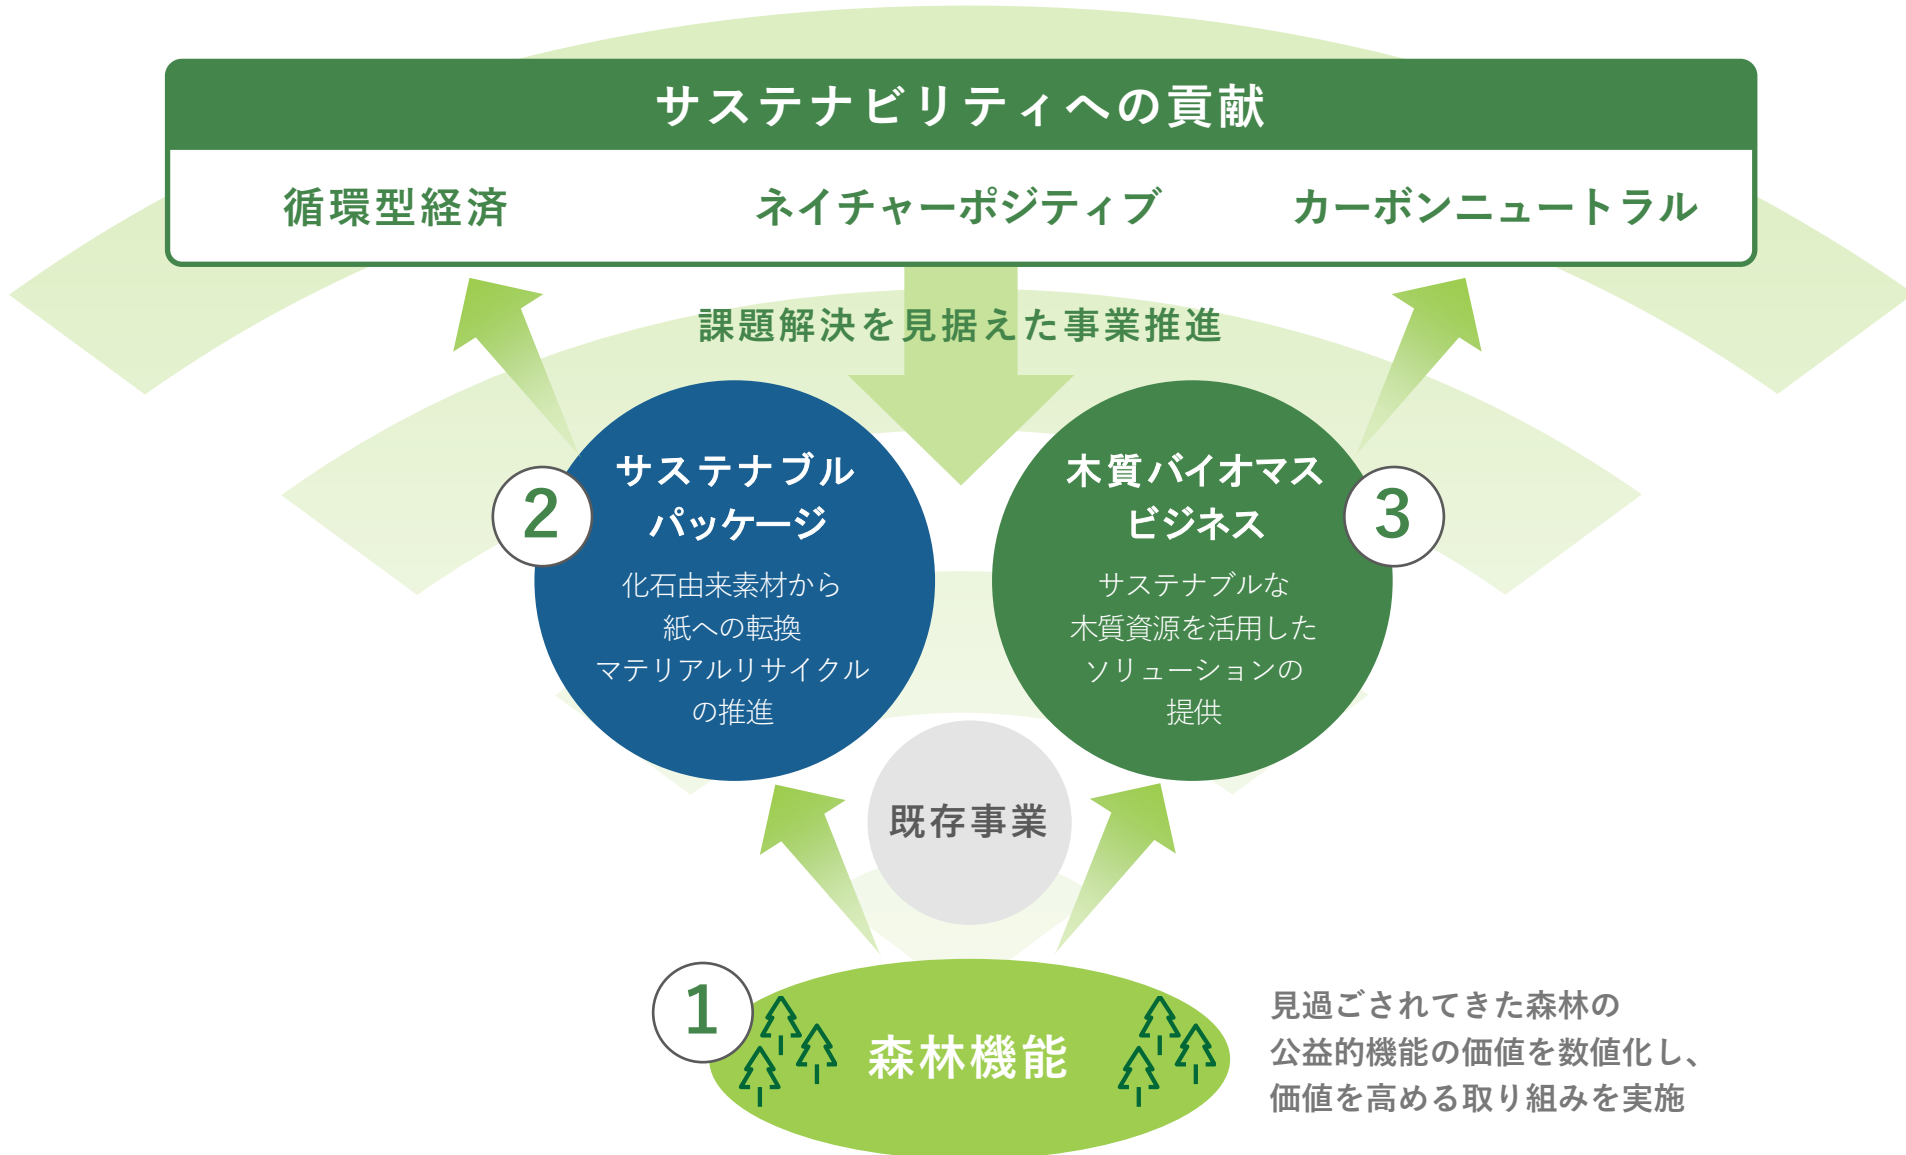 サステナビリティへの貢献
循環型経済 ネイチャーポジティブ カーボンニュートラル
課題解決を見据えた事業推進
2
サステナブル
パッケージ
化石由来素材から
紙への転換
マテリアルリサイクル
の推進
木質バイオマス
ビジネス
3
サステナブルな
木質資源を活用した
ソリューションの
提供
既存事業
1
森林機能
見過ごされてきた森林の
公益的機能の価値を数値化し、
価値を高める取り組みを実施